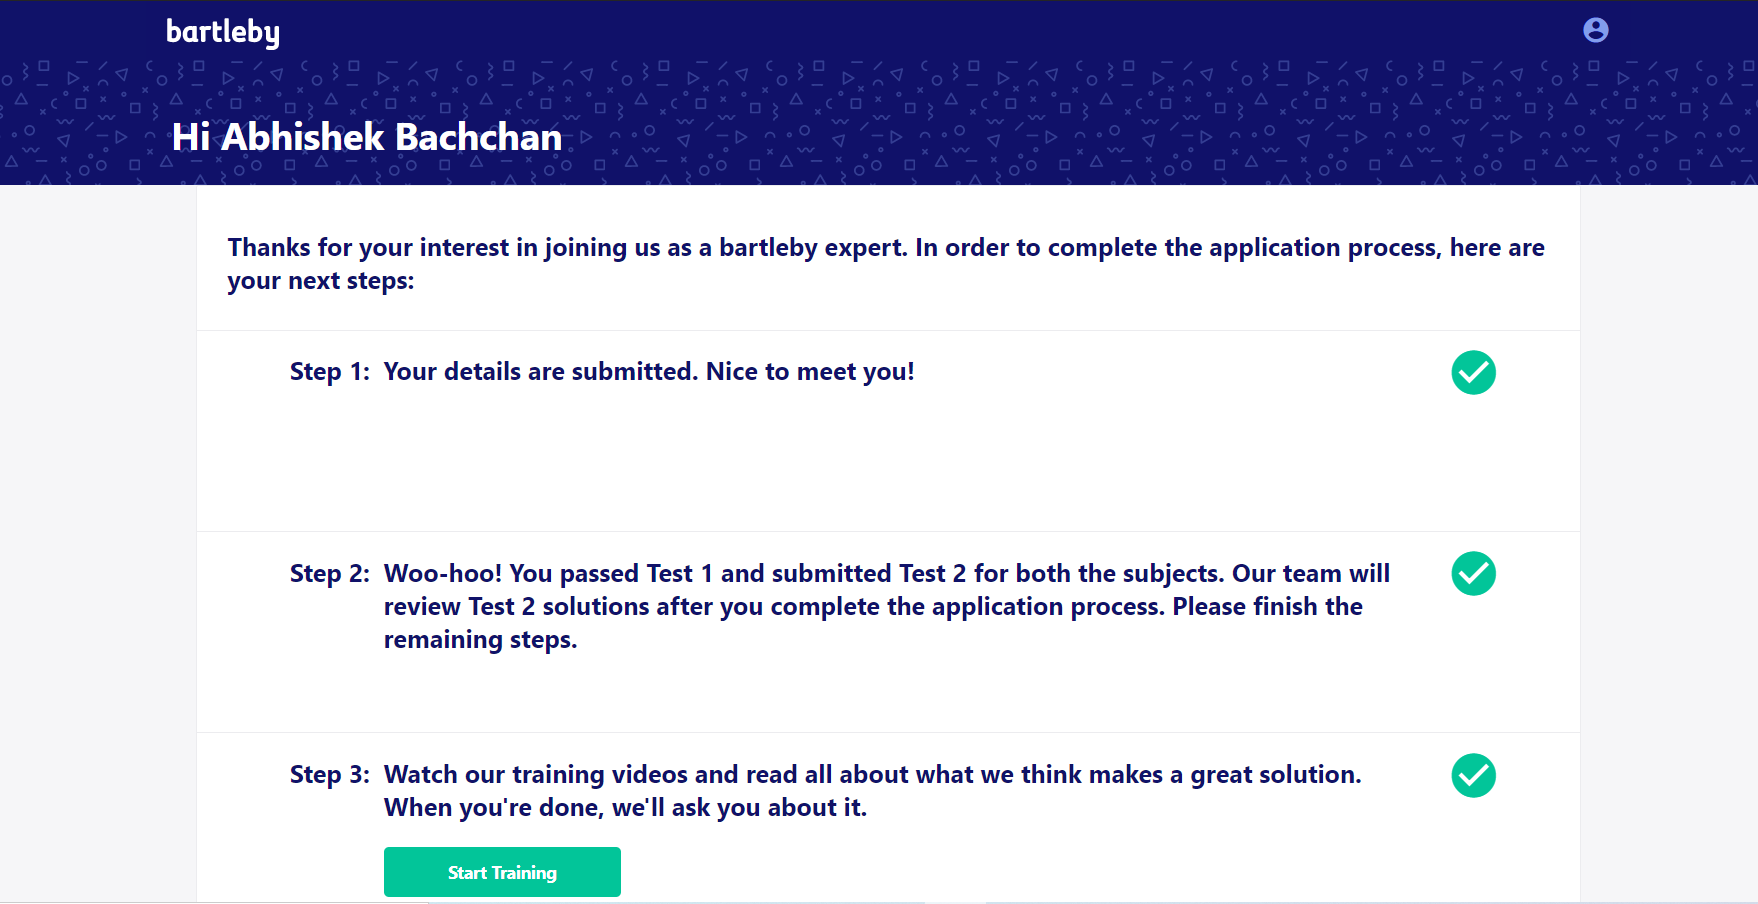 bartleby
Hi Abhishek Bachchan
Thanks for your interest in joining us as a bartleby expert. In order to complete the application process, here are
your next steps:
Step 1: Your details are submitted. Nice to meet you!
Step 2: Woo-hoo! You passed Test 1 and submitted Test 2 for both the subjects. Our team will
review Test 2 solutions after you complete the application process. Please finish the
remaining steps.
Step 3: Watch our training videos and read all about what we think makes a great solution.
When you're done, we'll ask you about it.
Start Training